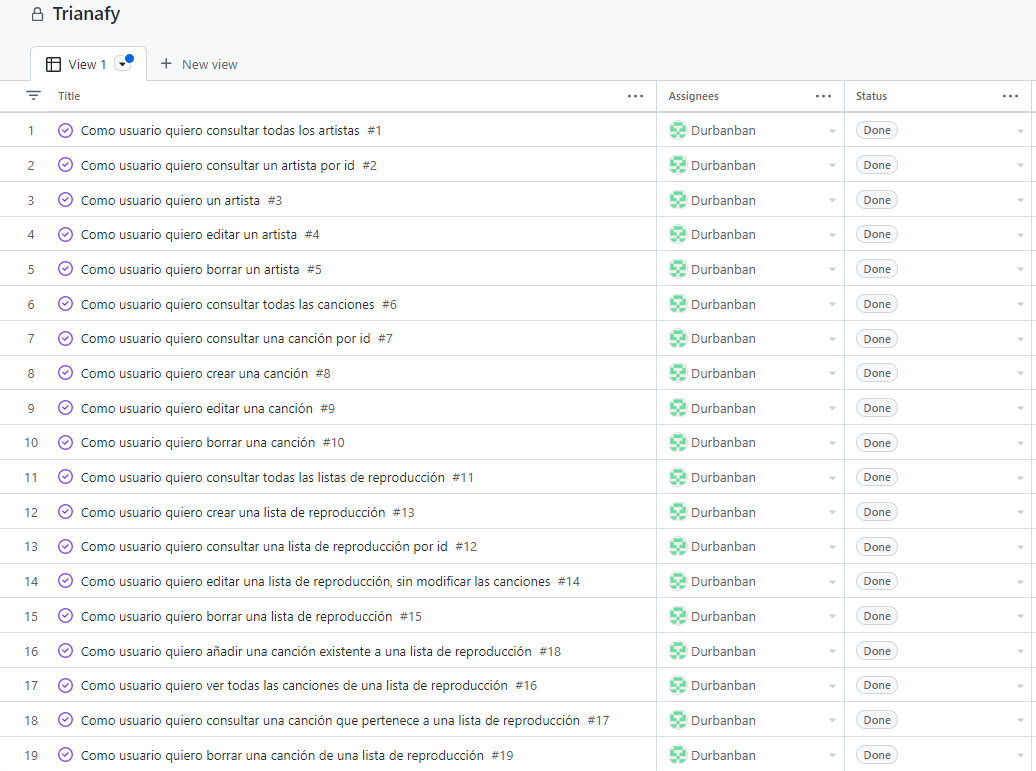 Trianafy
View 1 New view
Title Assignees Status
1 Como usuario quiero consultar todas los artistas #1 Durbanban Done
2 Como usuario quiero consultar un artista por id #2 Durbanban Done
3 Como usuario quiero un artista #3 Durbanban Done
4 Como usuario quiero editar un artista #4 Durbanban Done
5 Como usuario quiero borrar un artista #5 Durbanban Done
6 Como usuario quiero consultar todas las canciones #6 Durbanban Done
7 Como usuario quiero consultar una canción por id #7 Durbanban Done
8 Como usuario quiero crear una canción #8 Durbanban Done
9 Como usuario quiero editar una canción #9 Durbanban Done
10 Como usuario quiero borrar una canción #10 Durbanban Done
11 Como usuario quiero consultar todas las listas de reproducción #11 Durbanban Done
12 Como usuario quiero crear una lista de reproducción #13 Durbanban Done
13 Como usuario quiero consultar una lista de reproducción por id #12 Durbanban Done
14 Como usuario quiero editar una lista de reproducción, sin modificar las canciones #14 Durbanban Done
15 Como usuario quiero borrar una lista de reproducción #15 Durbanban Done
16 Como usuario quiero añadir una canción existente a una lista de reproducción #18 Durbanban Done
17 Como usuario quiero ver todas las canciones de una lista de reproducción #16 Durbanban Done
18 Como usuario quiero consultar una canción que pertenece a una lista de reproducción #17 Durbanban Done
19 Como usuario quiero borrar una canción de una lista de reproducción #19 Durbanban Done